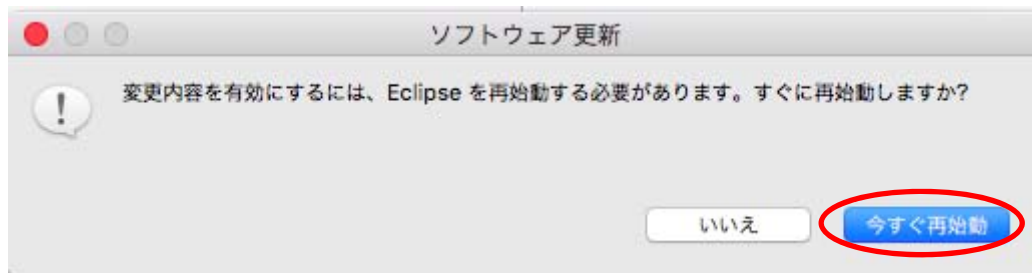 ソフトウェア更新
変更内容を有効にするには、Eclipse を再始動する必要があります。すぐに再始動しますか?
いいえ
今すぐ再始動